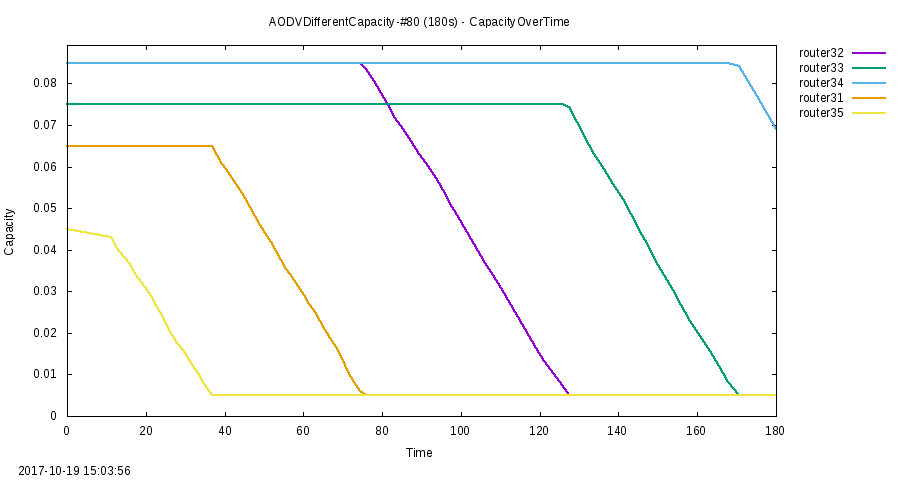 AODVDifferentCapacity-#80 (180s) - CapacityOverTime
router32
router33
router34
router31
router35
0.08
0.07
0.06
0.05
0.04
0.03
0.02
0.01
0
Capacity
0 20 40 60 80 100 120 140 160 180
Time
2017-10-19 15:03:56